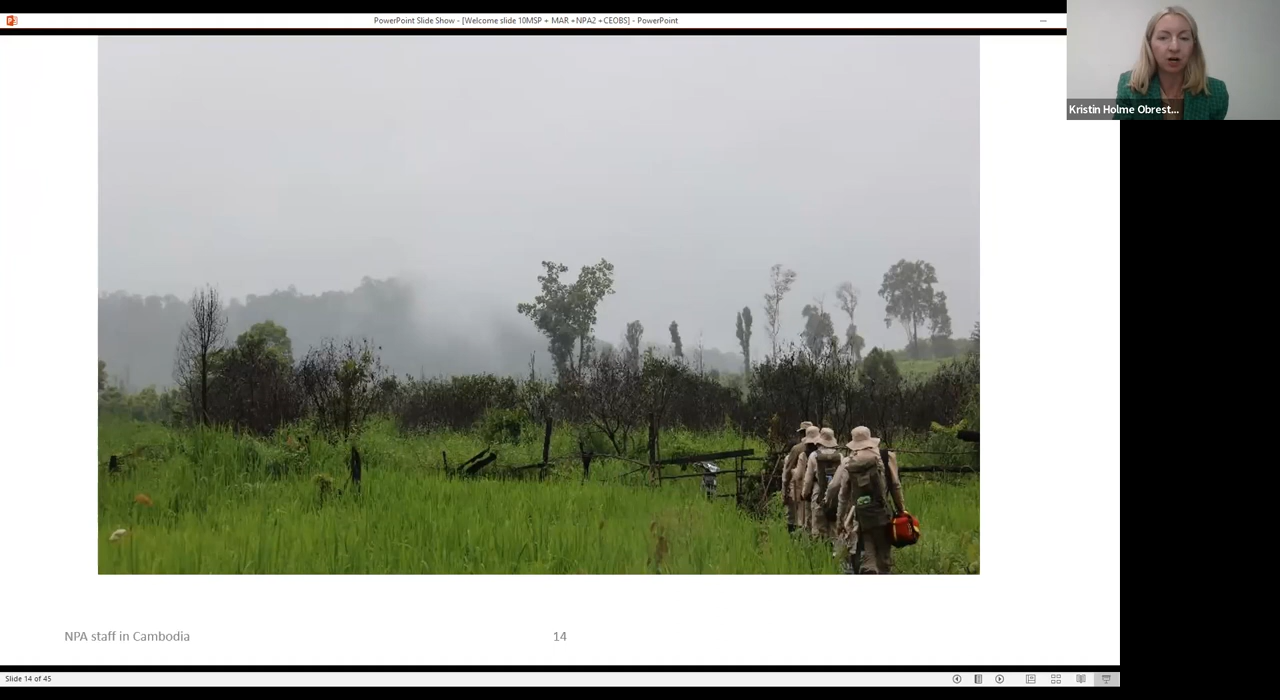 PowerPoint Slide Show - [Welcome slide 10MSP + MAR +NPA2 +CEOBS] - PowerPoint
Kristin Holme Obrest...
NPA staff in Cambodia
14
Slide 14 of 45